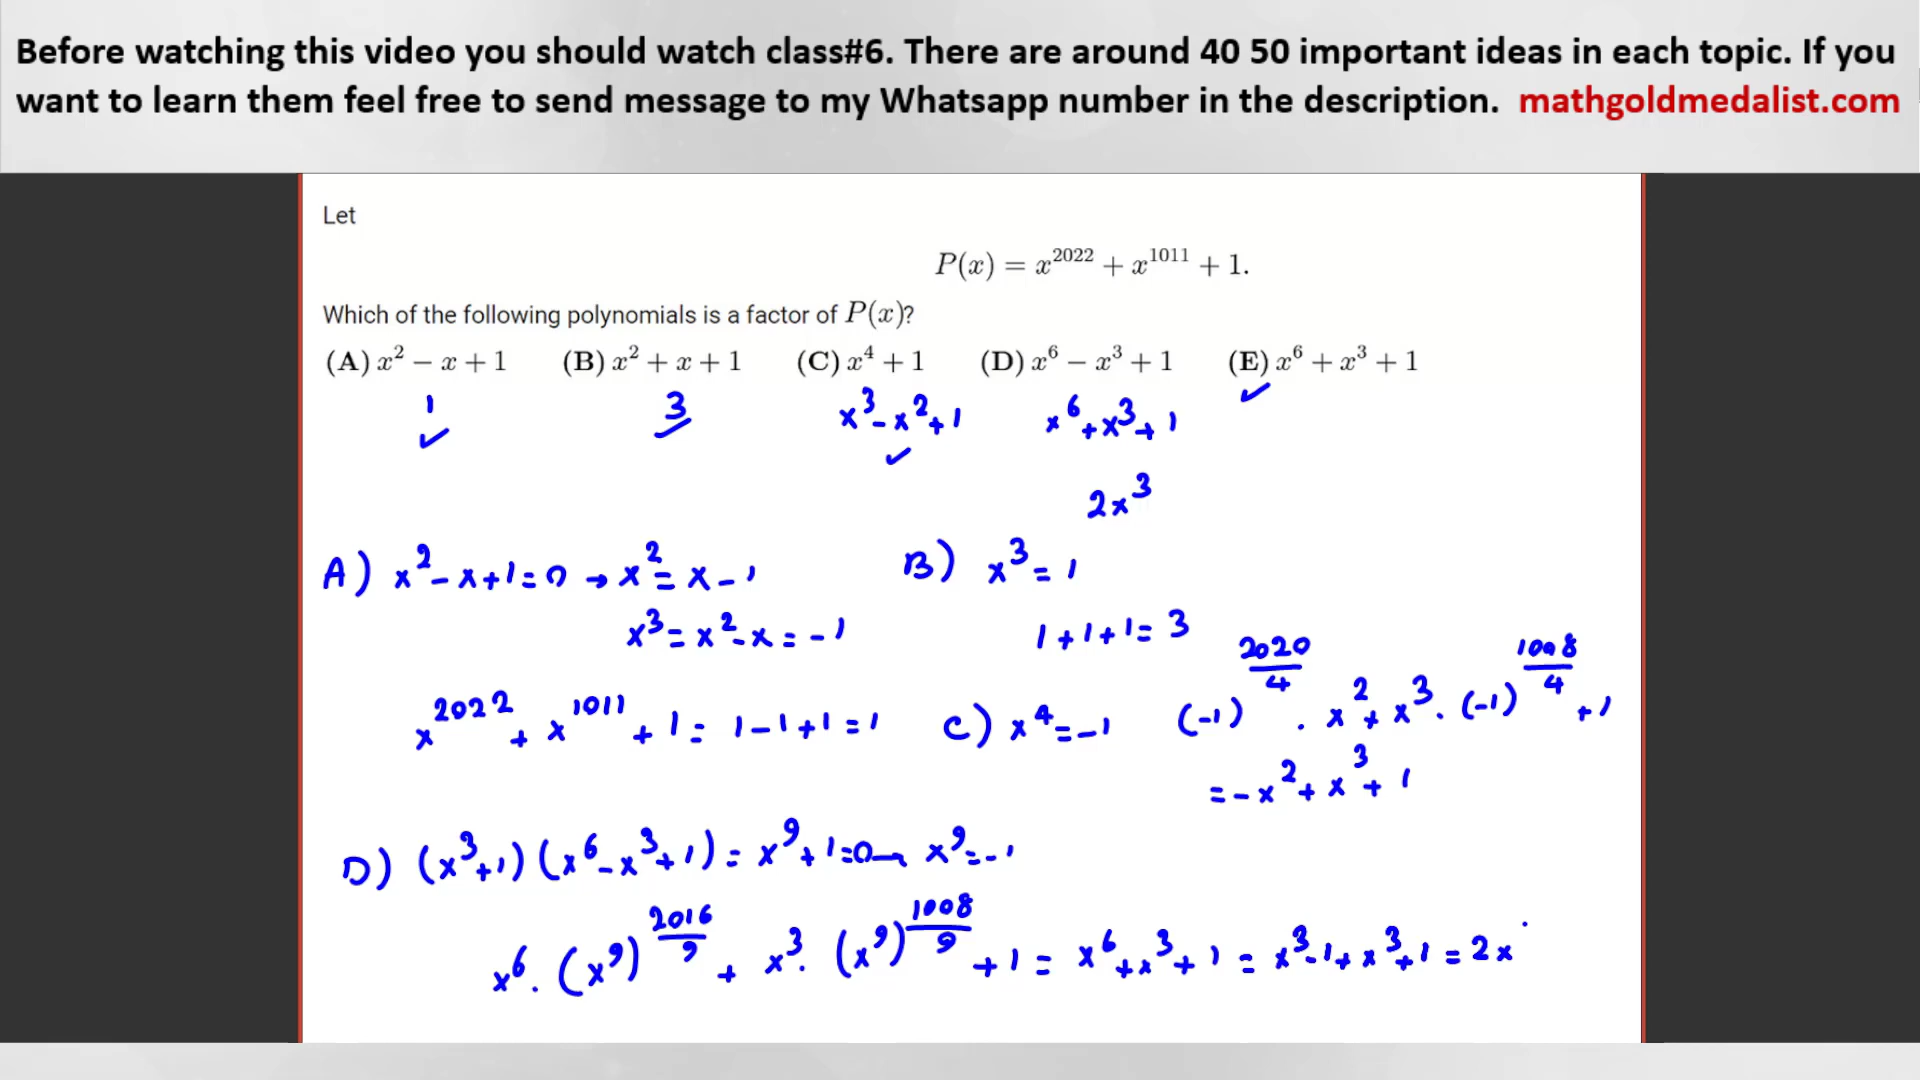 Before watching this video you should watch class#6. There are around 40 50 important ideas in each topic. If you
want to learn them feel free to send message to my Whatsapp number in the description. mathgoldmedalist.com
Let
P(x) = x^2022 + x^1011 + 1.
Which of the following polynomials is a factor of P(x)?
(A) x^2 − x + 1 (B) x^2 + x + 1 (C) x^4 + 1 (D) x^6 − x^3 + 1 (E) x^6 + x^3 + 1
1 ✓ 3 x^3 - x^2 + 1 ✓ x^6 + x^3 + 1 ✓
2x^3
A) x^2 - x + 1 = 0 → x^2 = x - 1
x^3 = x^2 - x = -1
x^2022 + x^1011 + 1 = 1 - 1 + 1 = 1
B) x^3 = 1
1 + 1 + 1 = 3
C) x^4 = -1 (-1)^(2020/4) . x^2 + x^3 . (-1)^(1008/4) + 1
= -x^2 + x^3 + 1
D) (x^3 + 1) (x^6 - x^3 + 1) = x^9 + 1 = 0 → x^9 = -1
x^6 . (x^9)^(2016/9) + x^3 . (x^9)^(1008/9) + 1 = x^6 + x^3 + 1 = x^3 - 1 + x^3 + 1 = 2x